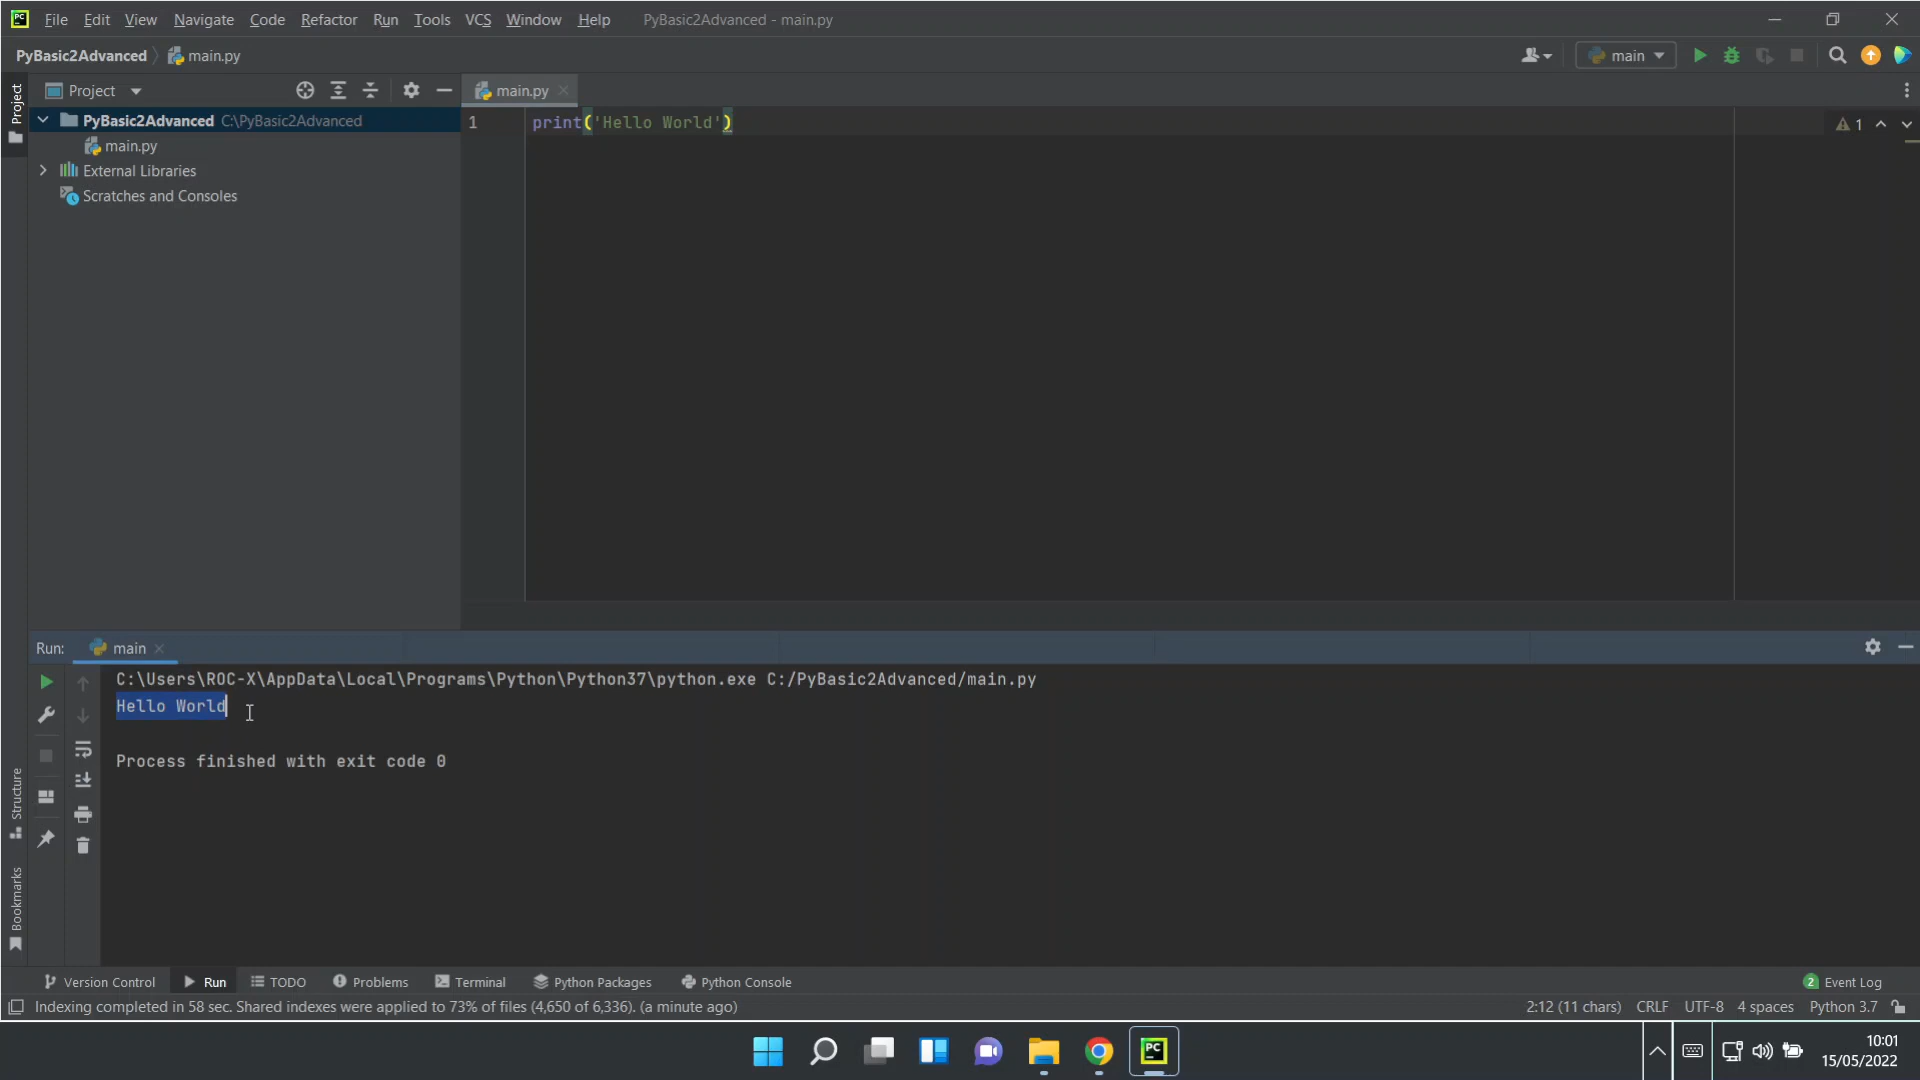 PC File Edit View Navigate Code Refactor Run Tools VCS Window Help PyBasic2Advanced - main.py
PyBasic2Advanced main.py main
Project Project main.py
PyBasic2Advanced C:\PyBasic2Advanced
main.py
External Libraries
Scratches and Consoles
1 print('Hello World') 1
Run: main
C:\Users\ROC-X\AppData\Local\Programs\Python\Python37\python.exe C:/PyBasic2Advanced/main.py
Hello World
Process finished with exit code 0
Structure
Bookmarks
Version Control Run TODO Problems Terminal Python Packages Python Console 2 Event Log
Indexing completed in 58 sec. Shared indexes were applied to 73% of files (4,650 of 6,336). (a minute ago) 2:12 (11 chars) CRLF UTF-8 4 spaces Python 3.7
PC 10:01
15/05/2022